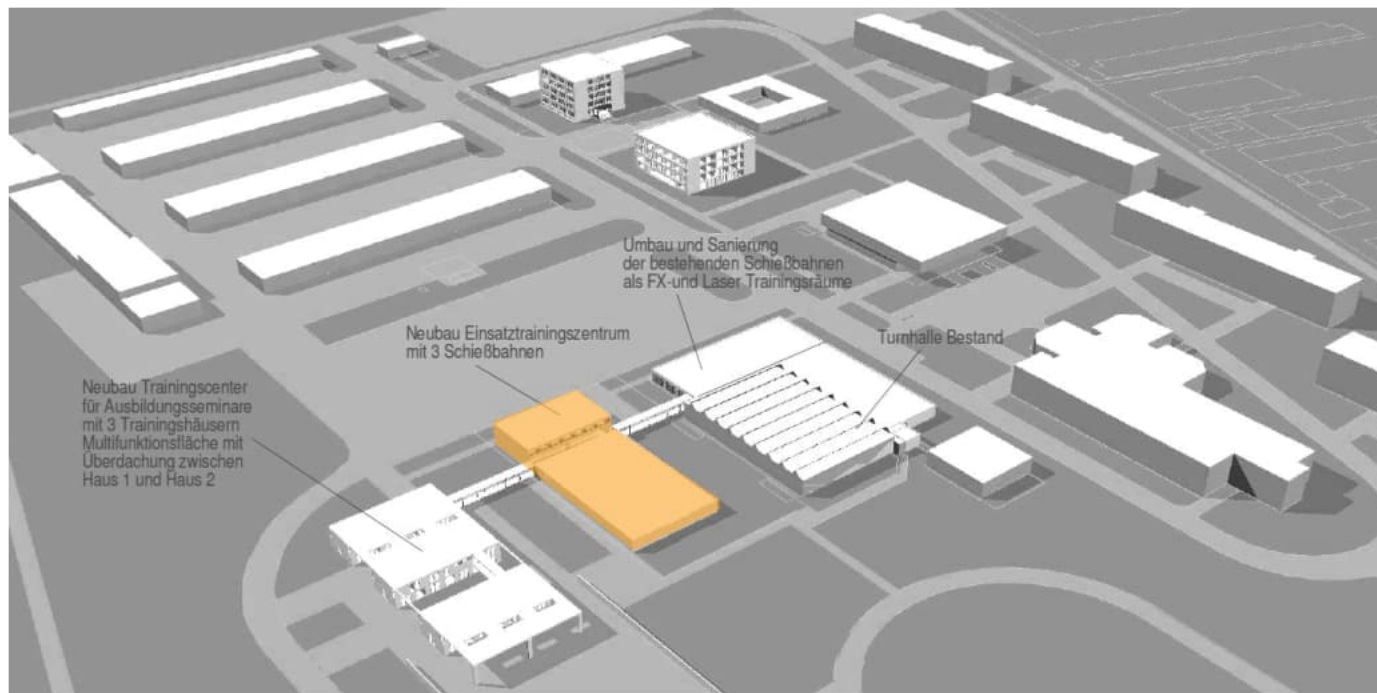 Umbau und Sanierung
der bestehenden Schießbahnen
als FX-und Laser Trainingsräume
Turnhalle Bestand
Neubau Einsatztrainingszentrum
mit 3 Schießbahnen
Neubau Trainingscenter
für Ausbildungsseminare
mit 3 Trainingshäusern
Multifunktionsfläche mit
Überdachung zwischen
Haus 1 und Haus 2